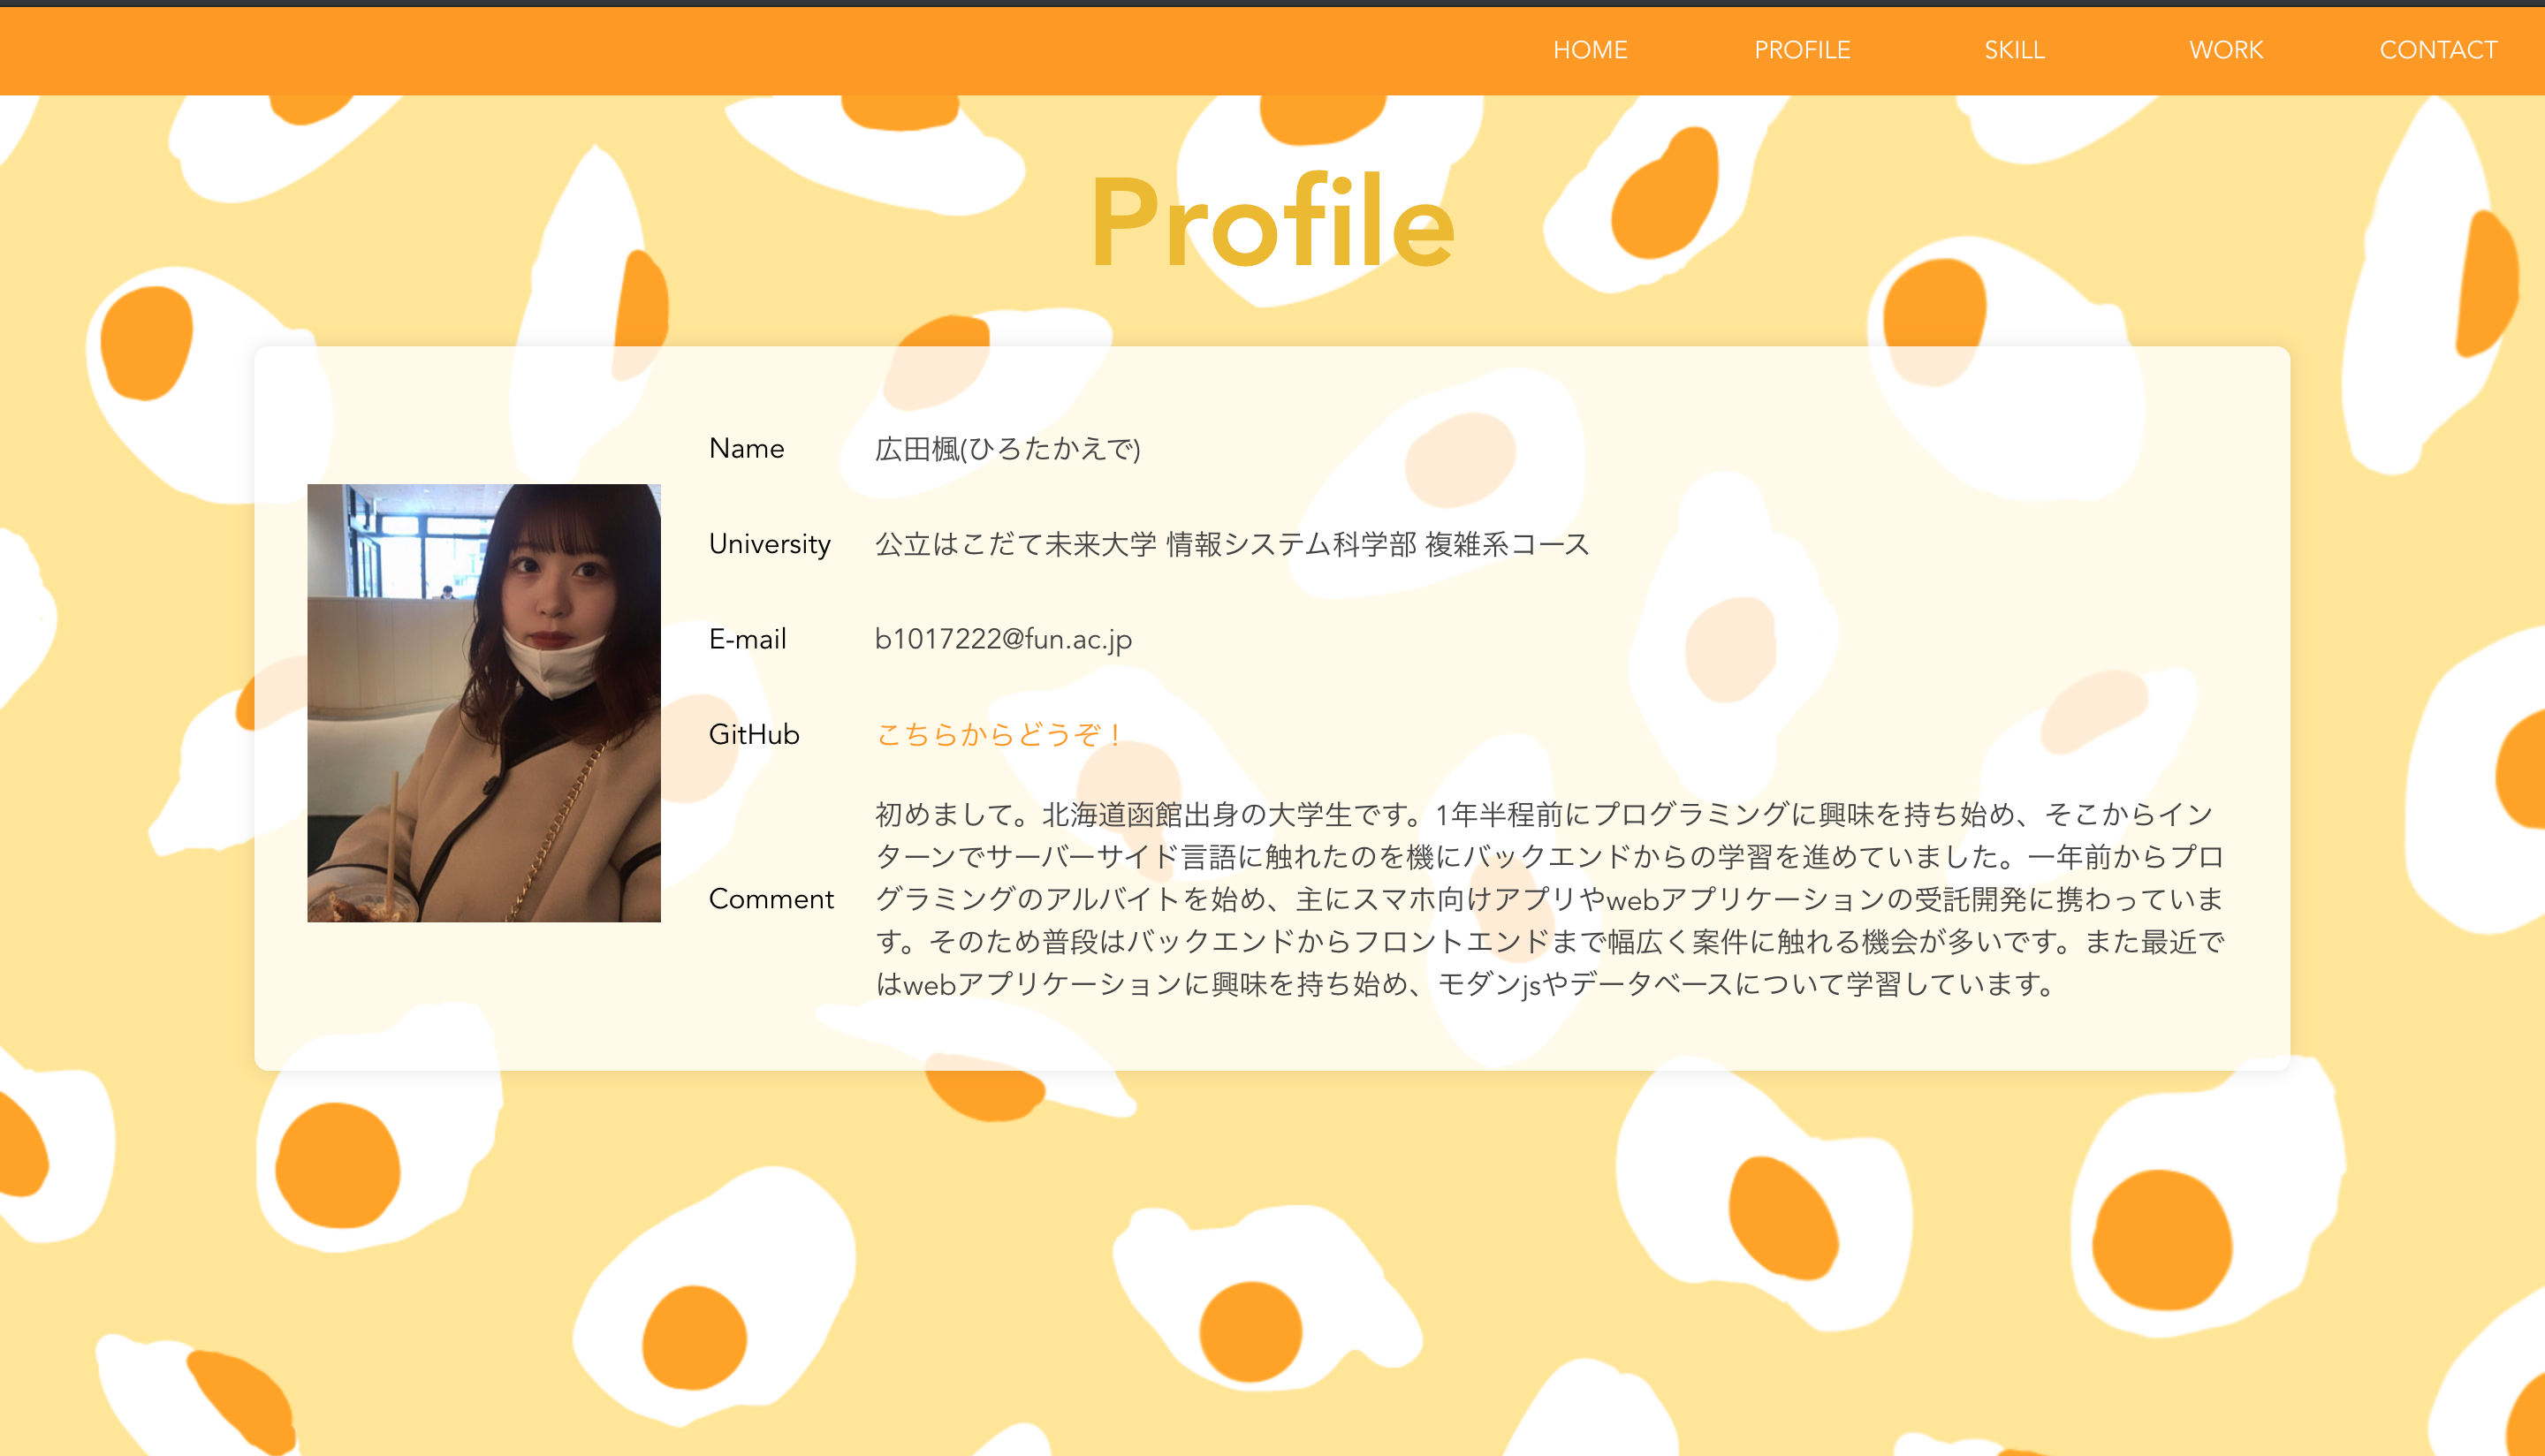 HOME PROFILE SKILL WORK CONTACT
Profile
Name 広田楓(ひろたかえで)
University 公立はこだて未来大学 情報システム科学部 複雑系コース
E-mail b1017222@fun.ac.jp
GitHub こちらからどうぞ！
Comment
初めまして。北海道函館出身の大学生です。1年半程前にプログラミングに興味を持ち始め、そこからイン
ターンでサーバーサイド言語に触れたのを機にバックエンドからの学習を進めていました。一年前からプロ
グラミングのアルバイトを始め、主にスマホ向けアプリやwebアプリケーションの受託開発に携わっていま
す。そのため普段はバックエンドからフロントエンドまで幅広く案件に触れる機会が多いです。また最近で
はwebアプリケーションに興味を持ち始め、モダンjsやデータベースについて学習しています。